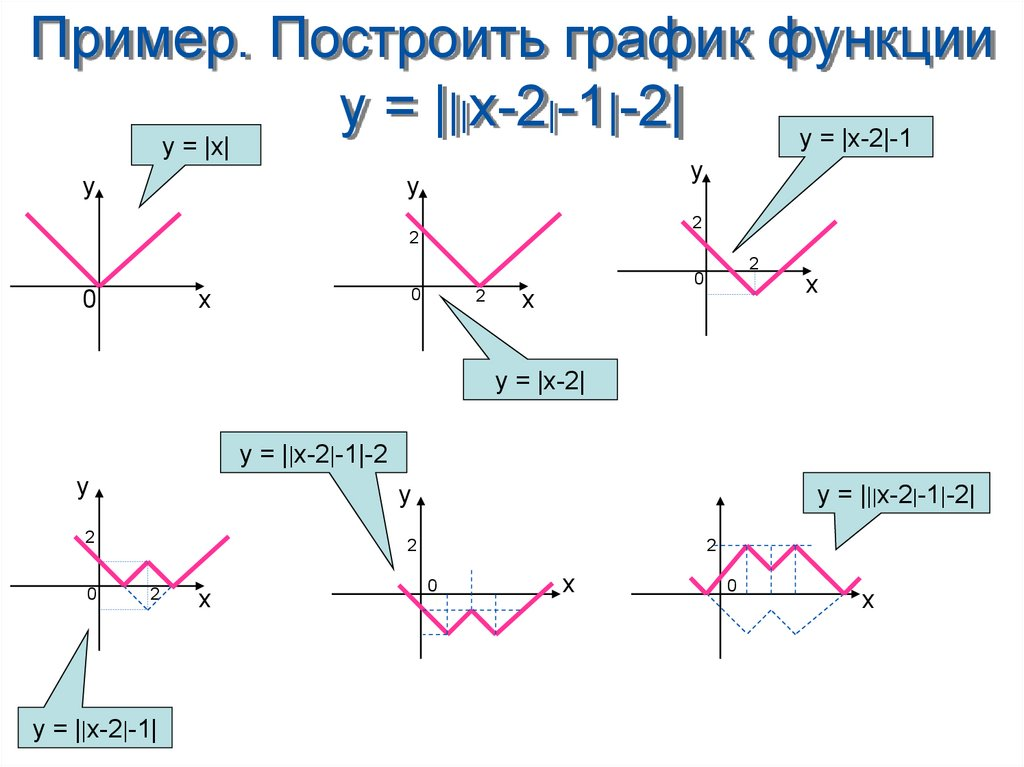 Пример. Построить график функции
y = |||x-2|-1|-2|
y = |x|
y
0
x
y
2
0
2
x
y = |x-2|
y = |x-2|-1
y
2
0
2
x
y
2
0
2
x
y = ||x-2|-1|
y = ||x-2|-1|-2
y
2
0
x
y = |||x-2|-1|-2|
2
0
x